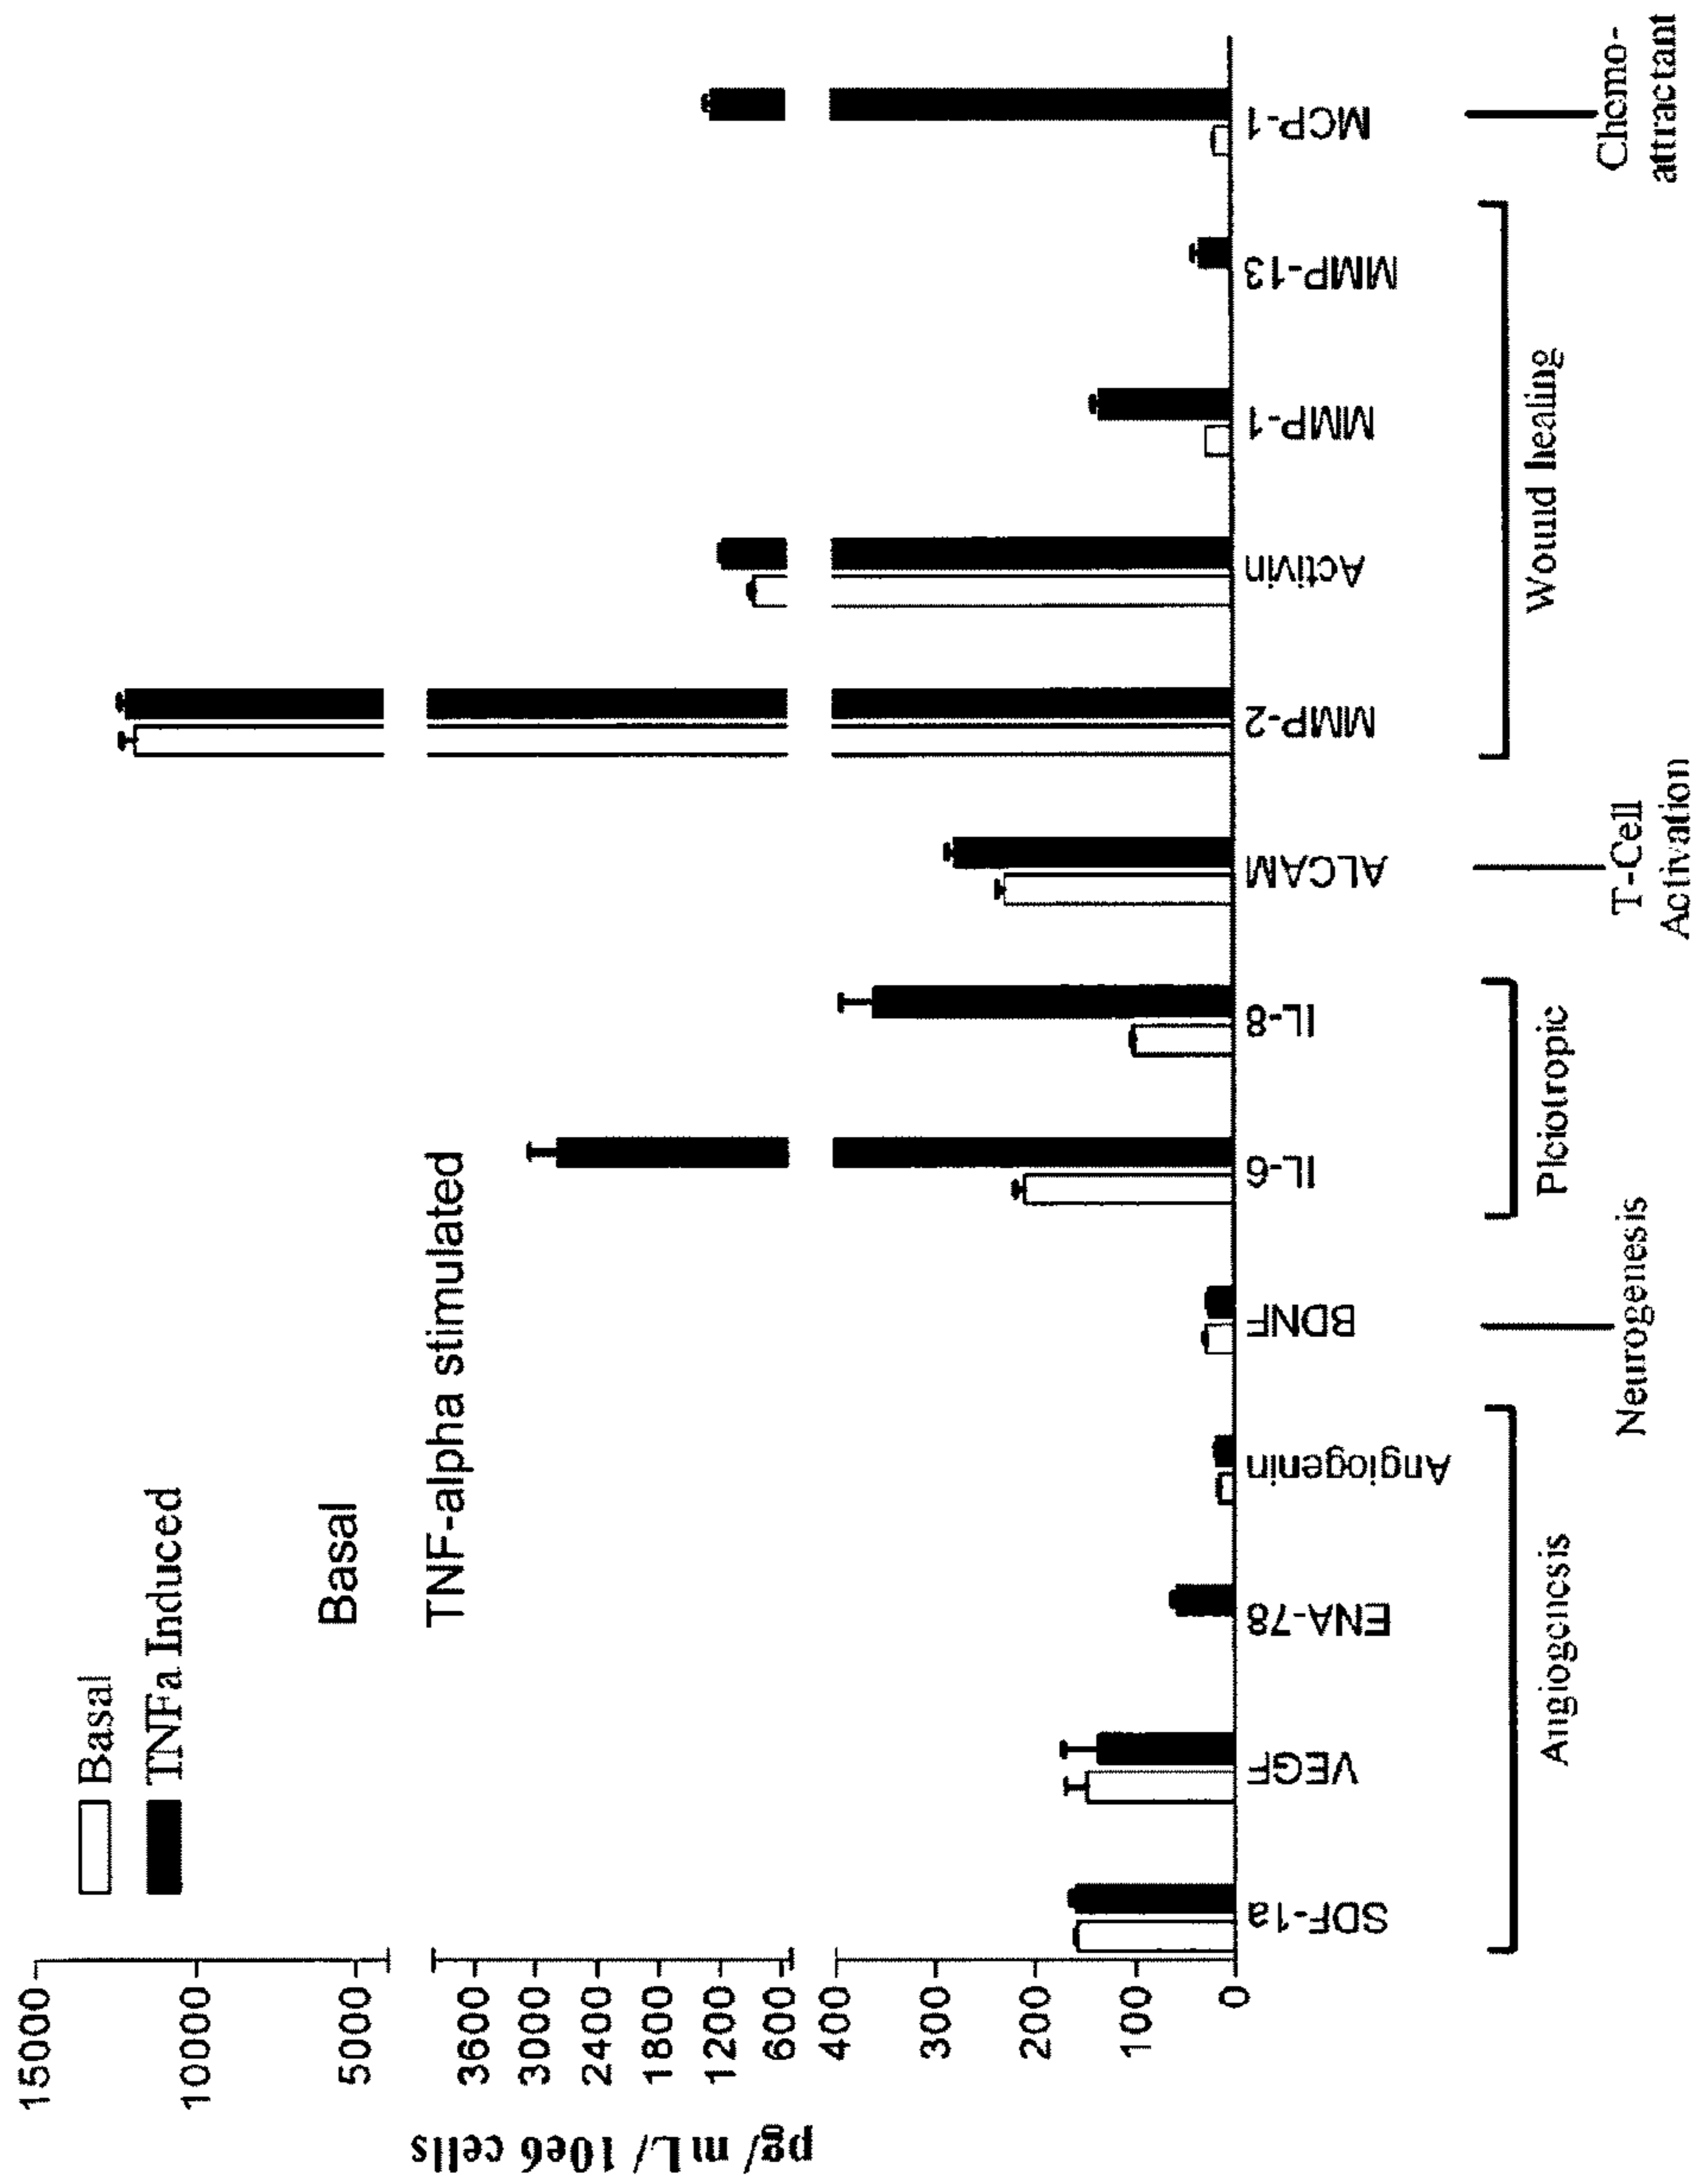 Basal
TNFa Induced
Basal
TNF-alpha stimulated
pg/ mL/ 10e6 cells
15000
10000
5000
3600
3000
2400
1800
1200
600
400
300
200
100
0
SDF-1a
VEGF
ENA-78
Angiogenin
BDNF
IL-6
IL-8
ALCAM
MMP-2
Activin
MMP-1
MMP-13
MCP-1
Angiogenesis
Neurogenesis
Pleiotropic
T-Cell
Activation
Wound healing
Chemo-
attractant